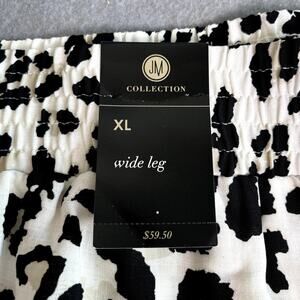 JM
COLLECTION
XL
wide leg
$59.50